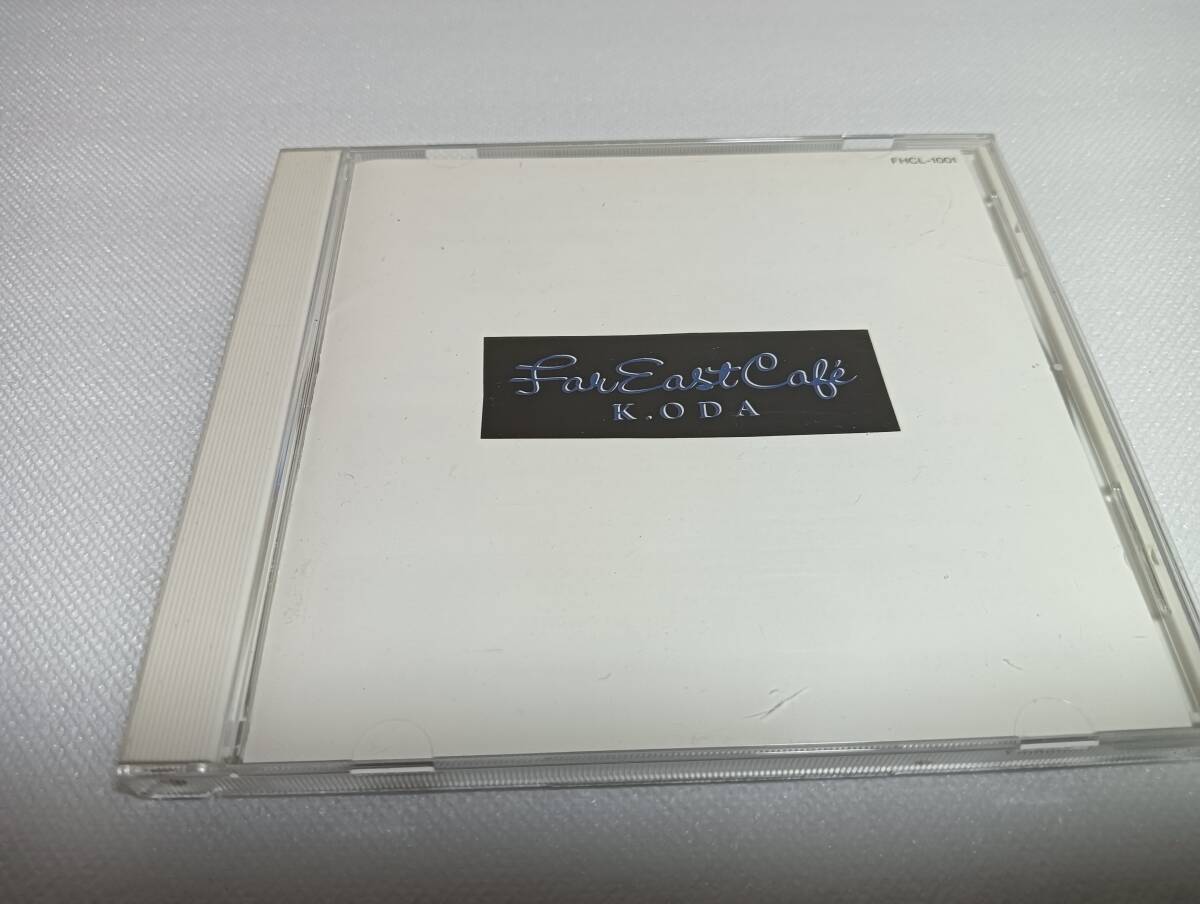 FHCL-1001
Far East Café
K.ODA